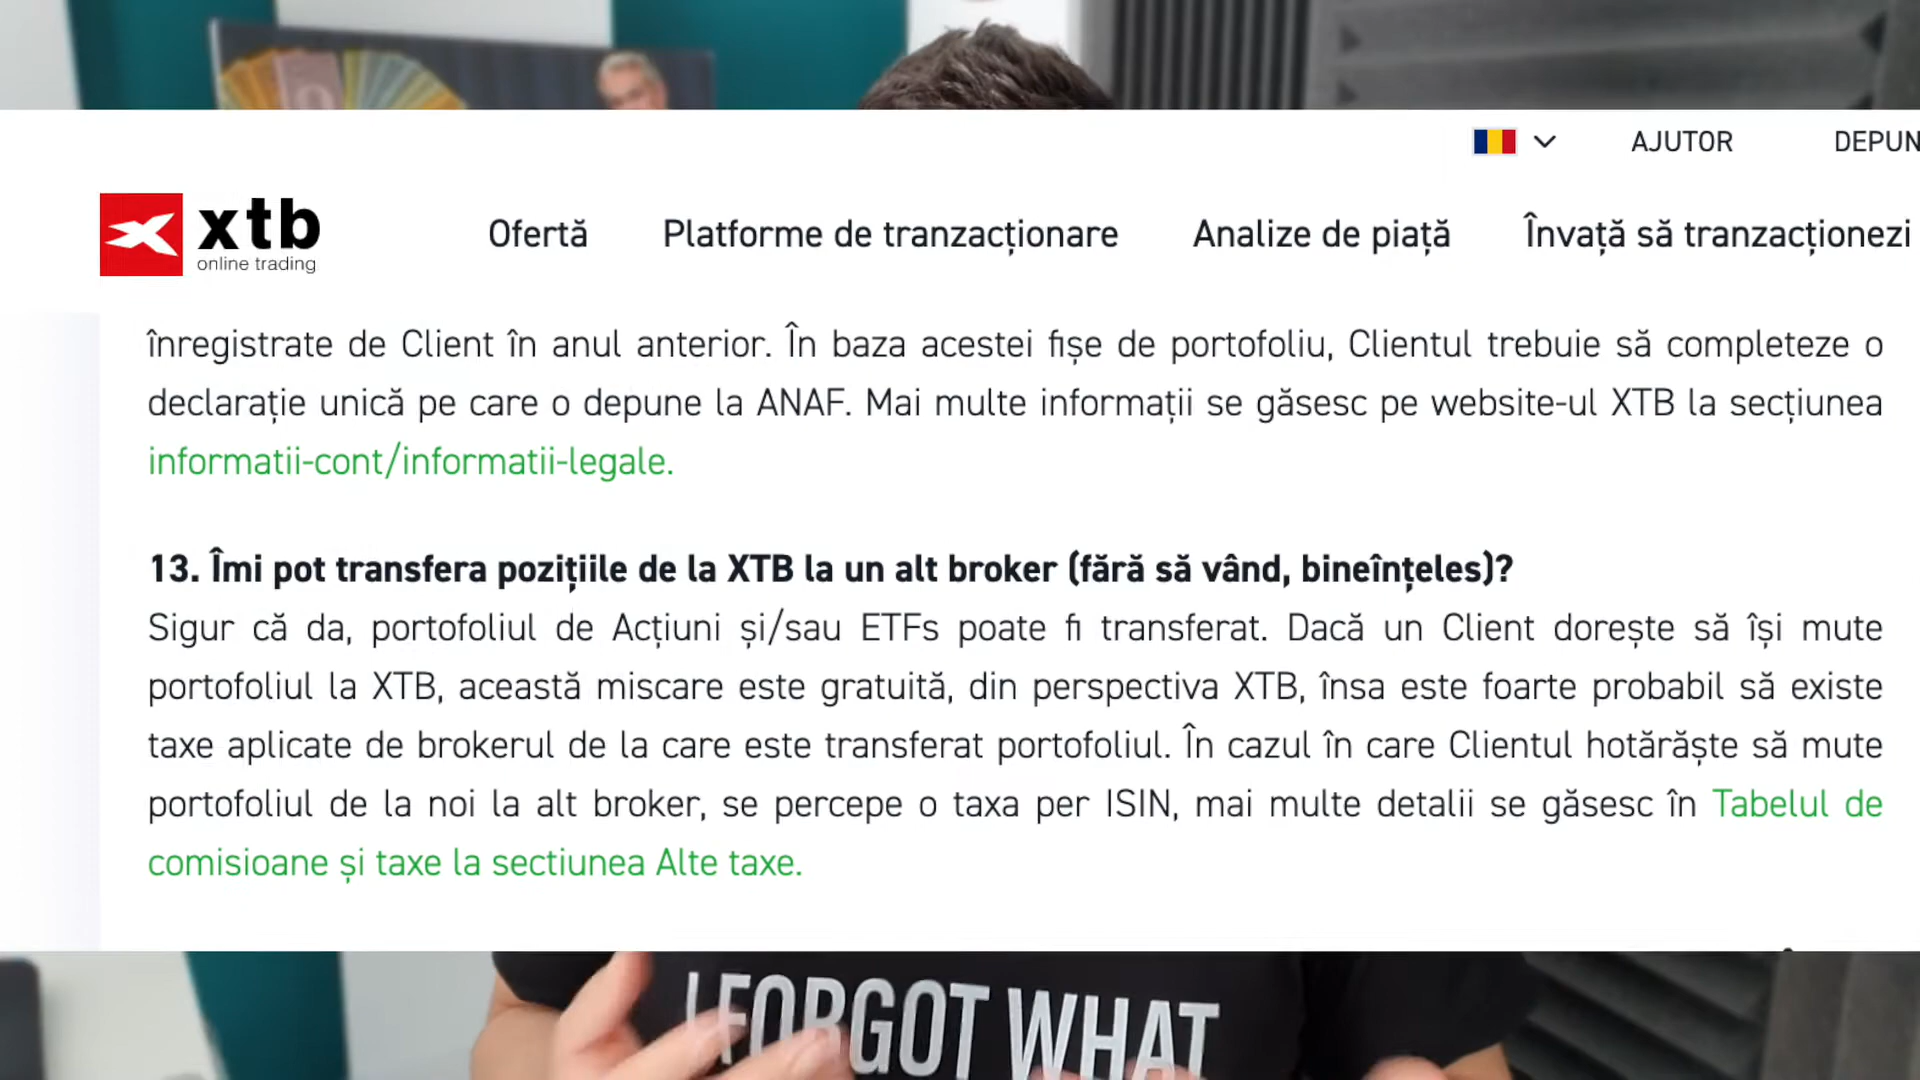 AJUTOR
DEPUN
xtb
online trading
Ofertă
Platforme de tranzacționare
Analize de piață
Învață să tranzacționezi
înregistrate de Client în anul anterior. În baza acestei fișe de portofoliu, Clientul trebuie să completeze o
declarație unică pe care o depune la ANAF. Mai multe informații se găsesc pe website-ul XTB la secțiunea
informatii-cont/informatii-legale.
13. Îmi pot transfera pozițiile de la XTB la un alt broker (fără să vând, bineînțeles)?
Sigur că da, portofoliul de Acțiuni și/sau ETFs poate fi transferat. Dacă un Client dorește să își mute
portofoliul la XTB, această miscare este gratuită, din perspectiva XTB, însa este foarte probabil să existe
taxe aplicate de brokerul de la care este transferat portofoliul. În cazul în care Clientul hotărăște să mute
portofoliul de la noi la alt broker, se percepe o taxa per ISIN, mai multe detalii se găsesc în Tabelul de
comisioane și taxe la sectiunea Alte taxe.
I FORGOT WHAT